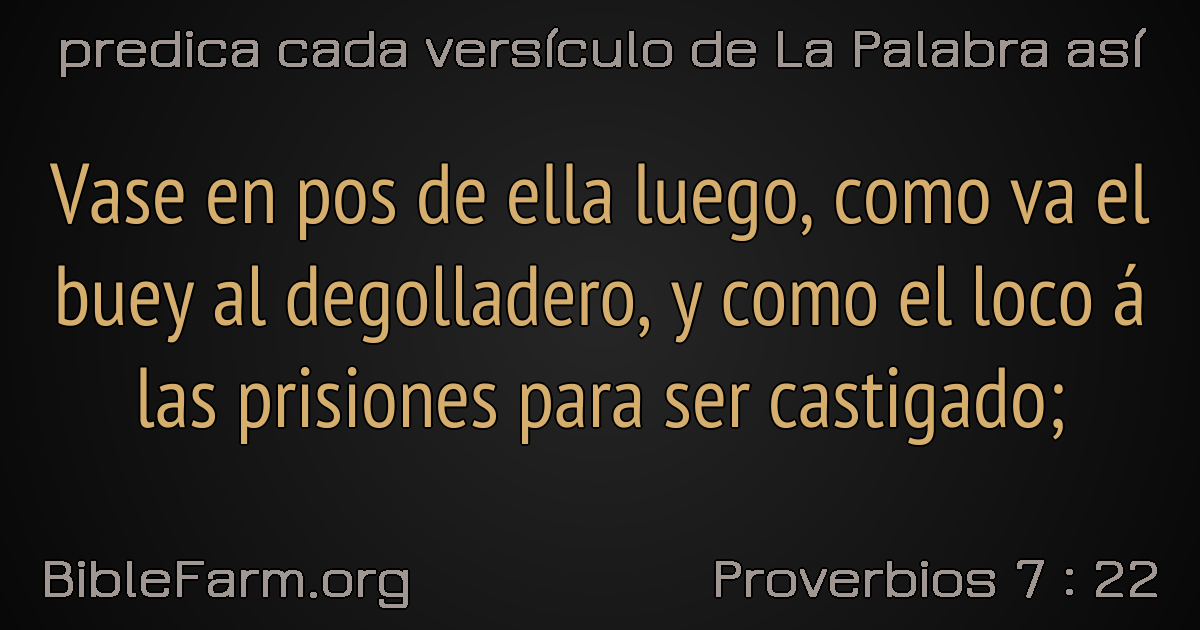 predica cada versículo de La Palabra así
Vase en pos de ella luego, como va el
buey al degolladero, y como el loco á
las prisiones para ser castigado;
BibleFarm.org
Proverbios 7 : 22